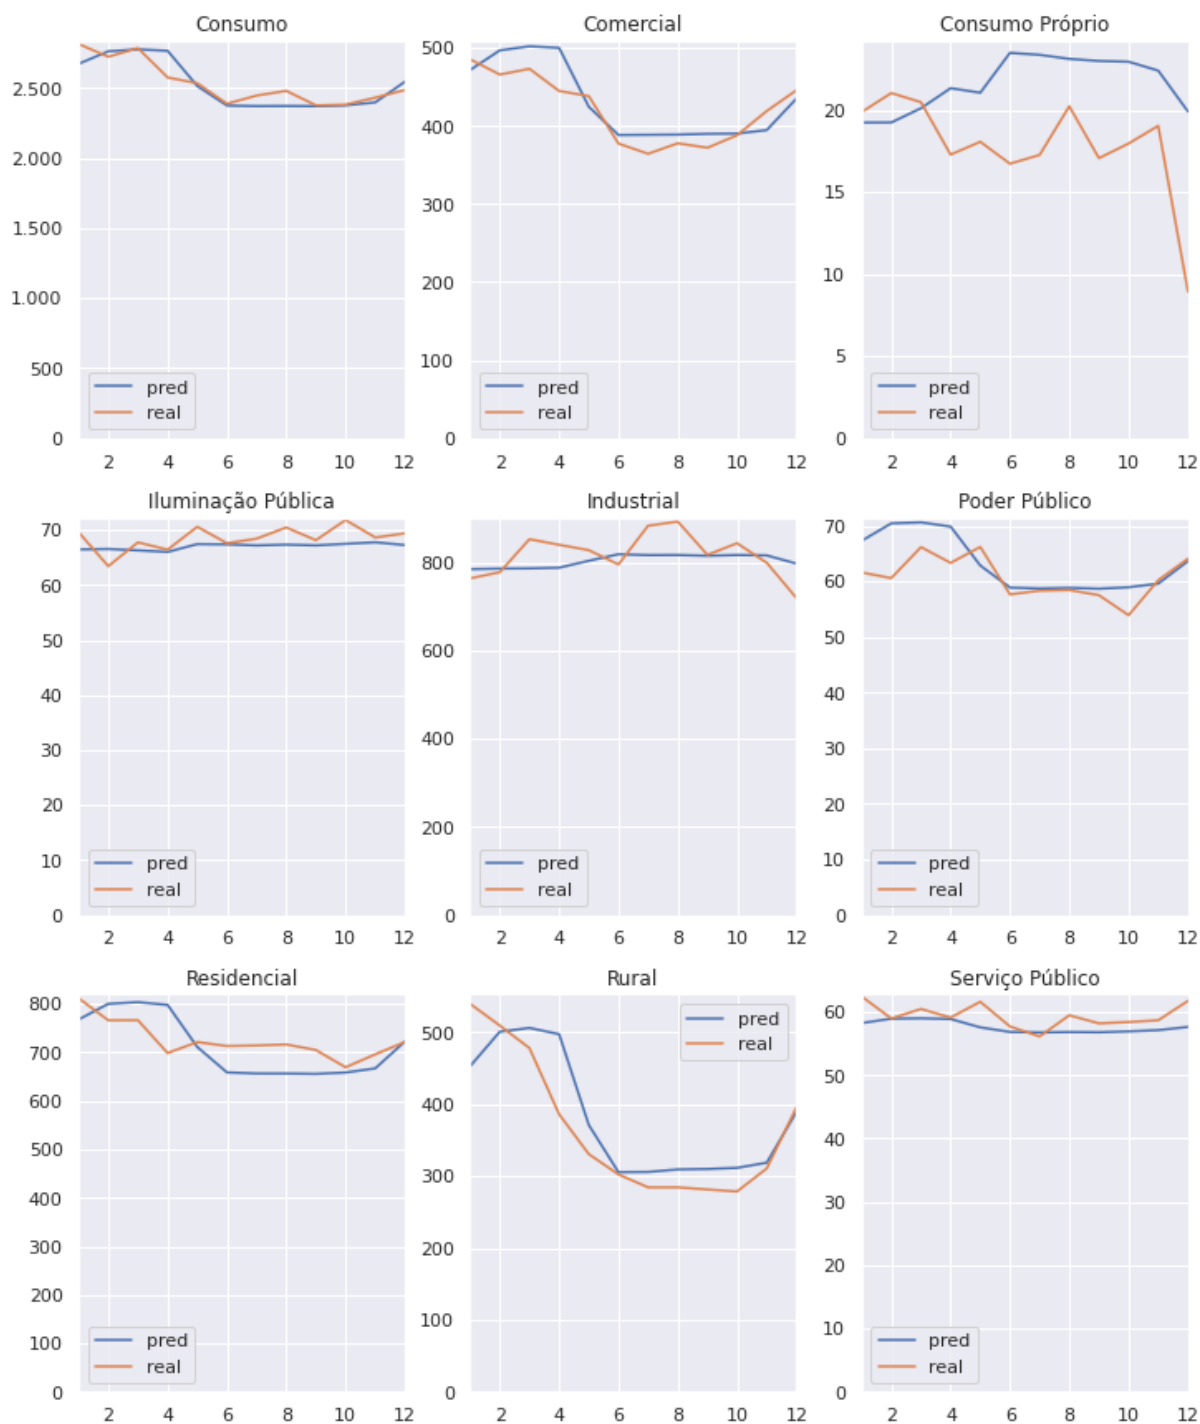 Consumo
2.500
2.000
1.500
1.000
500
0
2 4 6 8 10 12
pred
real
Comercial
500
400
300
200
100
0
2 4 6 8 10 12
pred
real
Consumo Próprio
20
15
10
5
0
2 4 6 8 10 12
pred
real
Iluminação Pública
70
60
50
40
30
20
10
0
2 4 6 8 10 12
pred
real
Industrial
800
600
400
200
0
2 4 6 8 10 12
pred
real
Poder Público
70
60
50
40
30
20
10
0
2 4 6 8 10 12
pred
real
Residencial
800
700
600
500
400
300
200
100
0
2 4 6 8 10 12
pred
real
Rural
500
400
300
200
100
0
2 4 6 8 10 12
pred
real
Serviço Público
60
50
40
30
20
10
0
2 4 6 8 10 12
pred
real